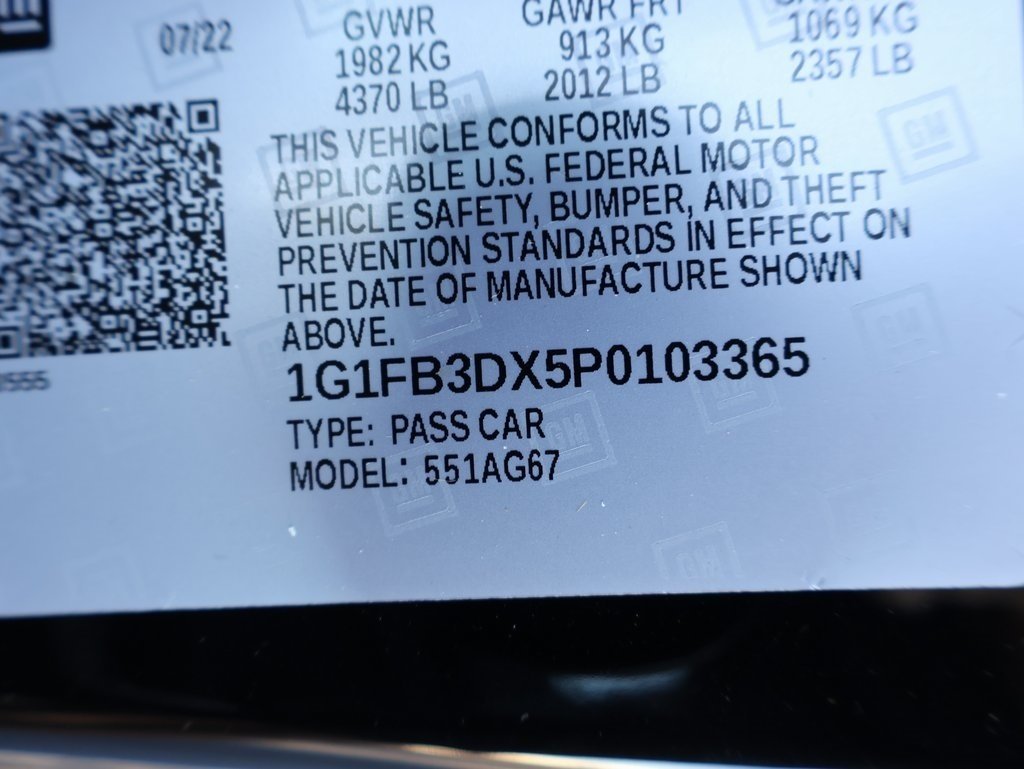 07/22
GVWR
1982 KG
4370 LB
GAWR FRT
913 KG
2012 LB
1069 KG
2357 LB
THIS VEHICLE CONFORMS TO ALL
APPLICABLE U.S. FEDERAL MOTOR
VEHICLE SAFETY, BUMPER, AND THEFT
PREVENTION STANDARDS IN EFFECT ON
THE DATE OF MANUFACTURE SHOWN
ABOVE.
1G1FB3DX5P0103365
TYPE: PASS CAR
MODEL: 551AG67